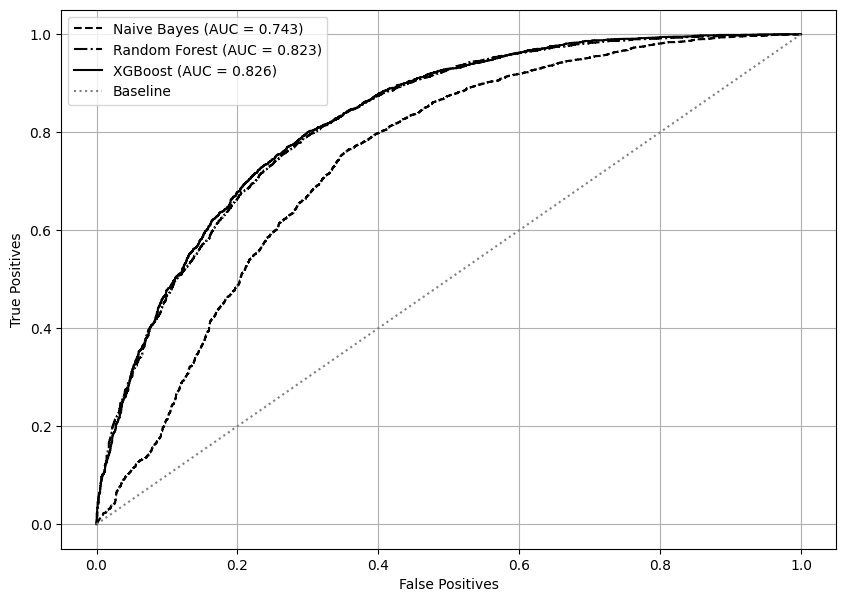 Naive Bayes (AUC = 0.743)
Random Forest (AUC = 0.823)
XGBoost (AUC = 0.826)
Baseline
1.0
0.8
0.6
0.4
0.2
0.0
True Positives
0.0 0.2 0.4 0.6 0.8 1.0
False Positives